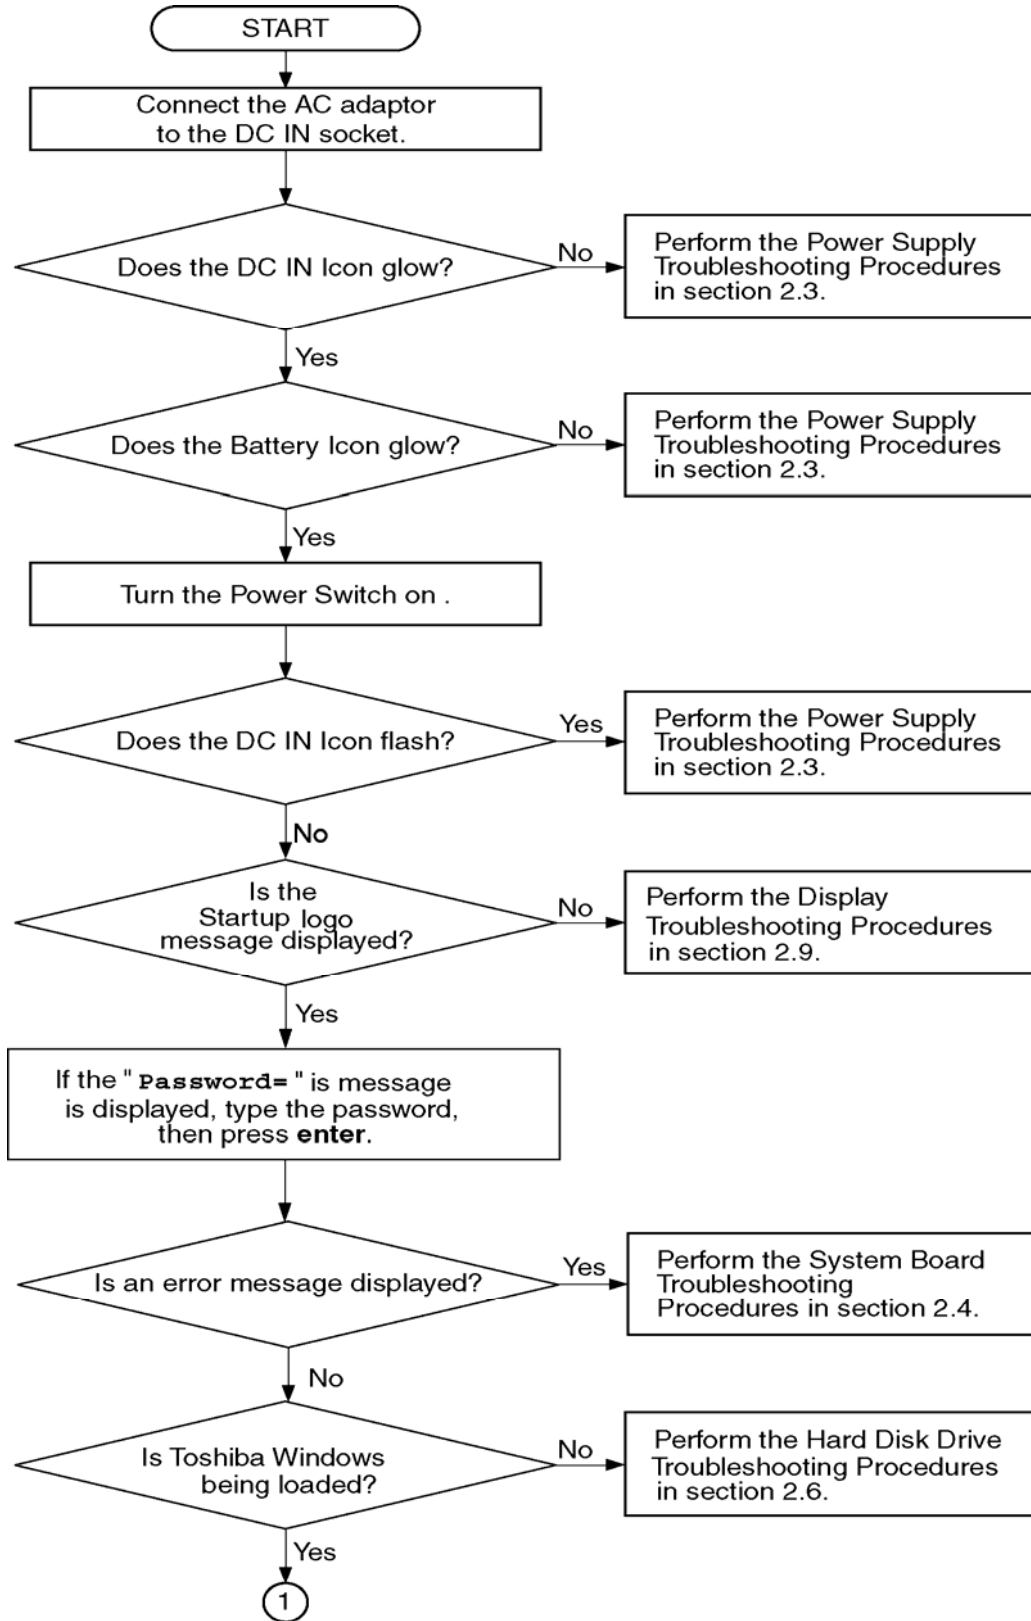 START
Connect the AC adaptor
to the DC IN socket.
Does the DC IN Icon glow?
No
Perform the Power Supply
Troubleshooting Procedures
in section 2.3.
Yes
Does the Battery Icon glow?
No
Perform the Power Supply
Troubleshooting Procedures
in section 2.3.
Yes
Turn the Power Switch on .
Does the DC IN Icon flash?
Yes
Perform the Power Supply
Troubleshooting Procedures
in section 2.3.
No
Is the
Startup logo
message displayed?
No
Perform the Display
Troubleshooting Procedures
in section 2.9.
Yes
If the " Password= " is message
is displayed, type the password,
then press enter.
Is an error message displayed?
Yes
Perform the System Board
Troubleshooting
Procedures in section 2.4.
No
Is Toshiba Windows
being loaded?
No
Perform the Hard Disk Drive
Troubleshooting Procedures
in section 2.6.
Yes
1